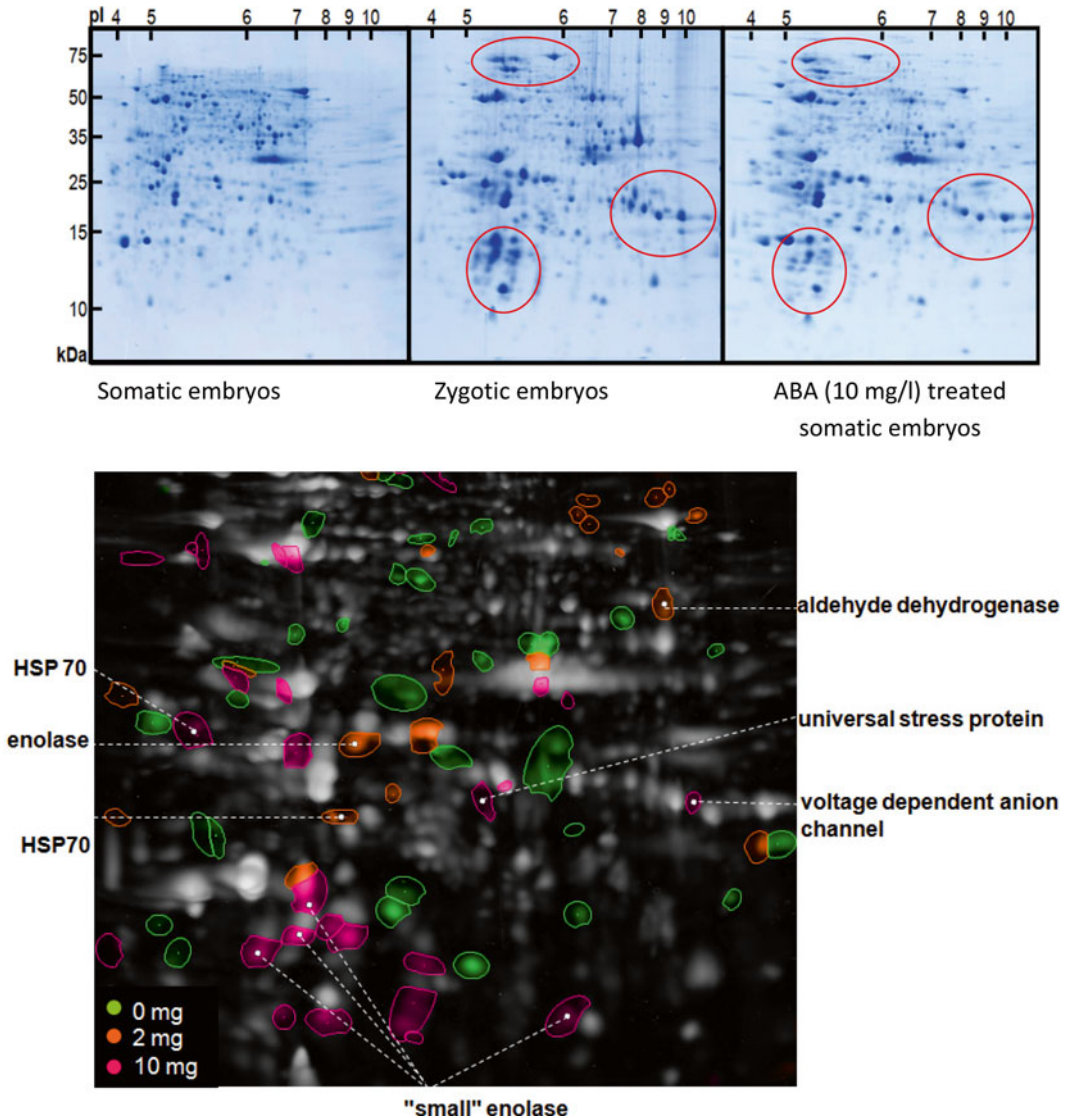 pI 4 5 6 7 8 9 10
4 5 6 7 8 9 10
4 5 6 7 8 9 10
75
50
35
25
15
10
kDa
Somatic embryos
Zygotic embryos
ABA (10 mg/l) treated
somatic embryos
aldehyde dehydrogenase
HSP 70
universal stress protein
enolase
voltage dependent anion
channel
HSP70
0 mg
2 mg
10 mg
"small" enolase